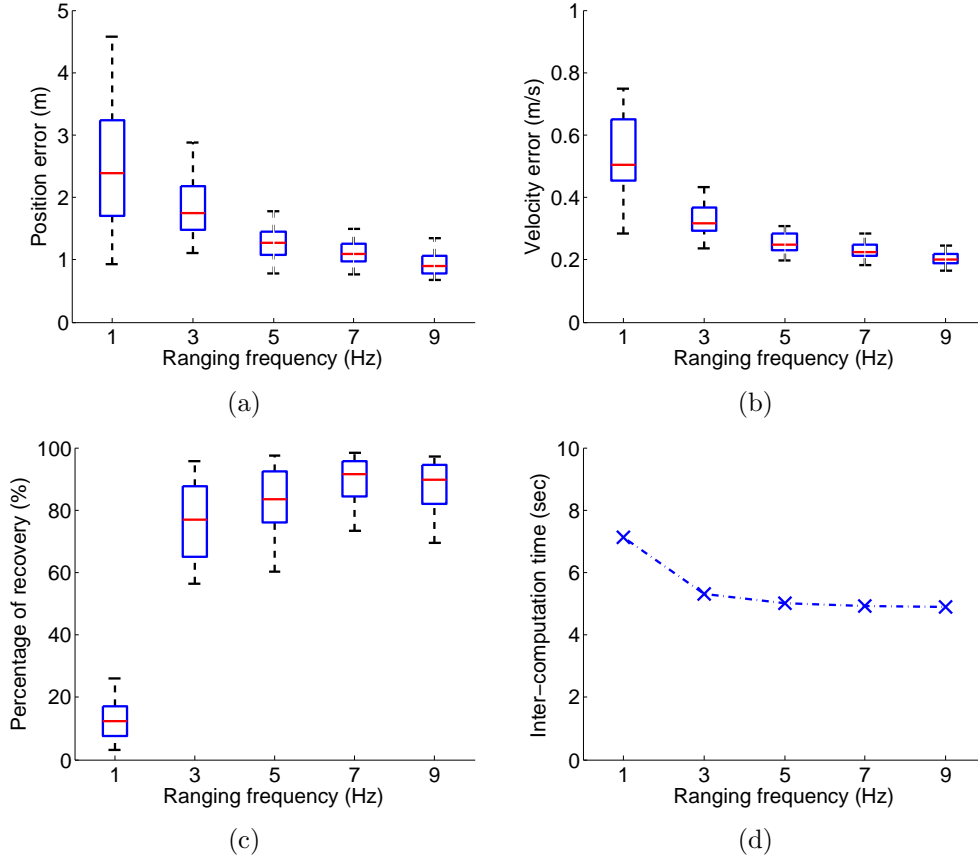 5
4
3
2
1
0
Position error (m)
1 3 5 7 9
Ranging frequency (Hz)
(a)
1
0.8
0.6
0.4
0.2
0
Velocity error (m/s)
1 3 5 7 9
Ranging frequency (Hz)
(b)
100
80
60
40
20
0
Percentage of recovery (%)
1 3 5 7 9
Ranging frequency (Hz)
(c)
10
8
6
4
2
0
Inter−computation time (sec)
1 3 5 7 9
Ranging frequency (Hz)
(d)